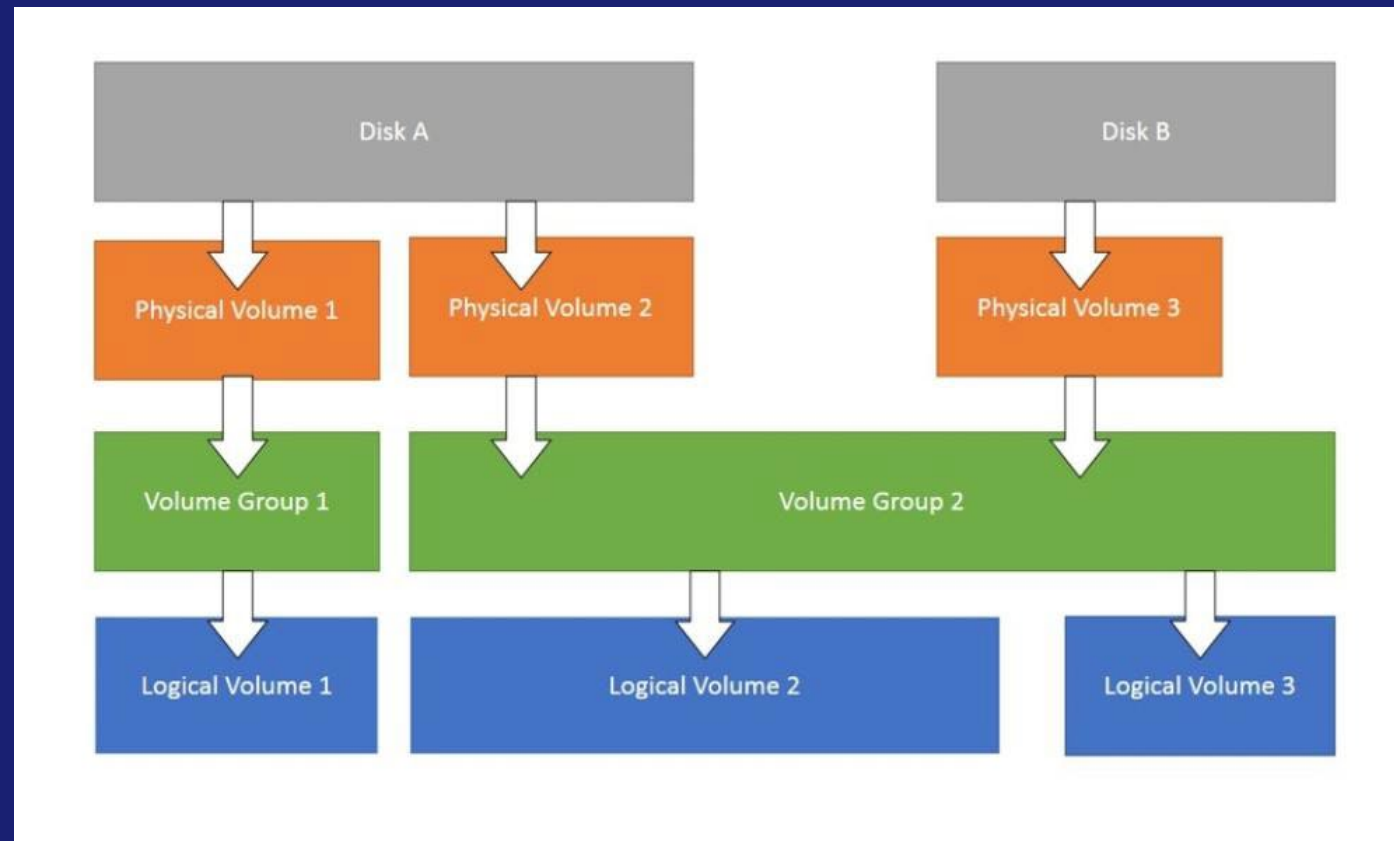 Disk A
Disk B
Physical Volume 1
Physical Volume 2
Physical Volume 3
Volume Group 1
Volume Group 2
Logical Volume 1
Logical Volume 2
Logical Volume 3